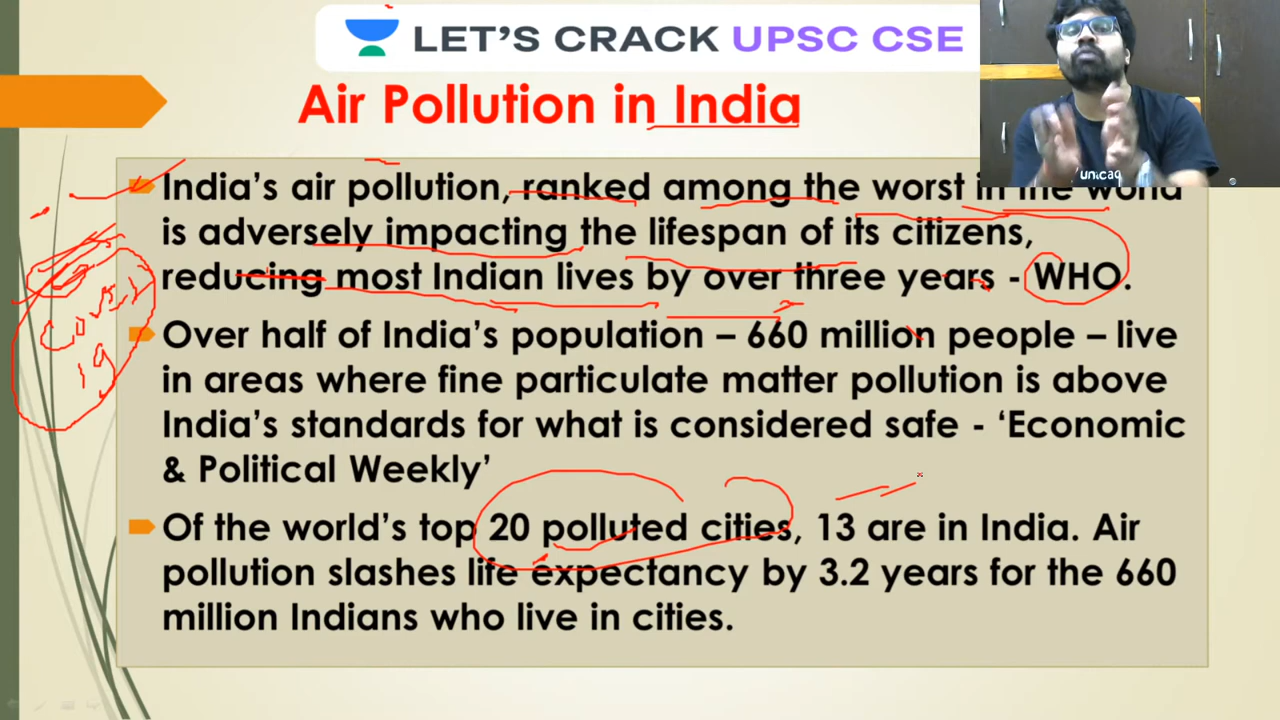 LET'S CRACK UPSC CSE
Air Pollution in India
India's air pollution, ranked among the worst in the world
is adversely impacting the lifespan of its citizens,
reducing most Indian lives by over three years - WHO.
Covid
19
Over half of India's population – 660 million people – live
in areas where fine particulate matter pollution is above
India's standards for what is considered safe - 'Economic
& Political Weekly'
Of the world's top 20 polluted cities, 13 are in India. Air
pollution slashes life expectancy by 3.2 years for the 660
million Indians who live in cities.